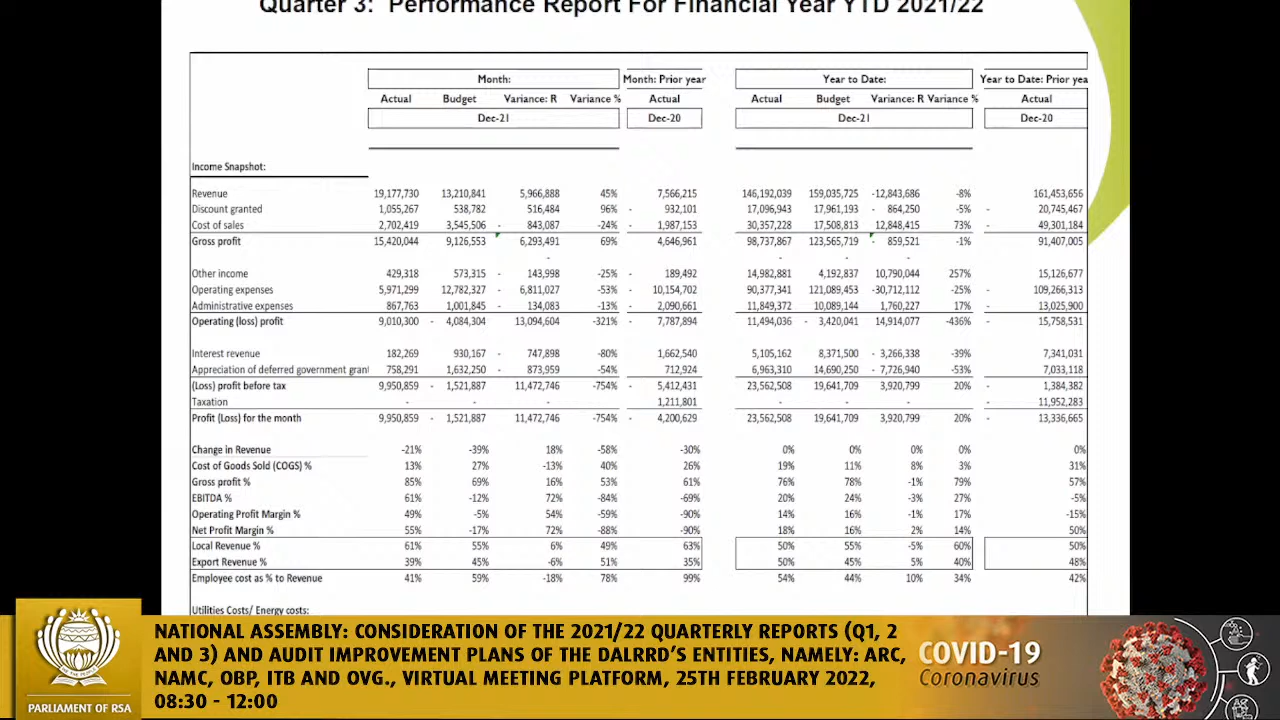 Quarter 3: Performance Report For Financial Year YTD 2021/22
Month: Month: Prior year Year to Date: Year to Date: Prior yea
Actual Budget Variance: R Variance % Actual Actual Budget Variance: R Variance % Actual
Dec-21 Dec-20 Dec-21 Dec-20
Income Snapshot:
Revenue 19,177,730 13,210,841 5,966,888 45% 7,566,215 146,192,039 159,035,725 -12,843,686 -8% 161,453,656
Discount granted 1,055,267 538,782 516,484 96% - 932,101 17,096,943 17,961,193 - 864,250 -5% - 20,745,467
Cost of sales 2,702,419 3,545,506 - 843,087 -24% - 1,987,153 30,357,228 17,508,813 12,848,415 73% - 49,301,184
Gross profit 15,420,044 9,126,553 6,293,491 69% 4,646,961 98,737,867 123,565,719 - 859,521 -1% 91,407,005
- - - -
Other income 429,318 573,315 - 143,998 -25% 189,492 14,982,881 4,192,837 10,790,044 257% 15,126,677
Operating expenses 5,971,299 12,782,327 - 6,811,027 -53% - 10,154,702 90,377,341 121,089,453 -30,712,112 -25% - 109,266,313
Administrative expenses 867,763 1,001,845 - 134,083 -13% - 2,090,661 11,849,372 10,089,144 1,760,227 17% - 13,025,900
Operating (loss) profit 9,010,300 - 4,084,304 13,094,604 -321% - 7,787,894 11,494,036 - 3,420,041 14,914,077 -436% - 15,758,531
Interest revenue 182,269 930,167 - 747,898 -80% 1,662,540 5,105,162 8,371,500 - 3,266,338 -39% 7,341,031
Appreciation of deferred government grant 758,291 1,632,250 - 873,959 -54% 712,924 6,963,310 14,690,250 - 7,726,940 -53% 7,033,118
(Loss) profit before tax 9,950,859 - 1,521,887 11,472,746 -754% - 5,412,431 23,562,508 19,641,709 3,920,799 20% - 1,384,382
Taxation - - - - 1,211,801 - - - - 11,952,283
Profit (Loss) for the month 9,950,859 - 1,521,887 11,472,746 -754% - 4,200,629 23,562,508 19,641,709 3,920,799 20% - 13,336,665
Change in Revenue -21% -39% 18% -58% -30% 0% 0% 0% 0% 0%
Cost of Goods Sold (COGS) % 13% 27% -13% 40% 26% 19% 11% 8% 3% 31%
Gross profit % 85% 69% 16% 53% 61% 76% 78% -1% 79% 57%
EBITDA % 61% -12% 72% -84% -69% 20% 24% -3% 27% -5%
Operating Profit Margin % 49% -5% 54% -59% -90% 14% 16% -1% 17% -15%
Net Profit Margin % 55% -17% 72% -88% -90% 18% 16% 2% 14% 50%
Local Revenue % 61% 55% 6% 49% 63% 50% 55% -5% 60% 50%
Export Revenue % 39% 45% -6% 51% 35% 50% 45% 5% 40% 48%
Employee cost as % to Revenue 41% 59% -18% 78% 99% 54% 44% 10% 34% 42%
Utilities Costs/ Energy costs:
NATIONAL ASSEMBLY: CONSIDERATION OF THE 2021/22 QUARTERLY REPORTS (Q1, 2
AND 3) AND AUDIT IMPROVEMENT PLANS OF THE DALRRD'S ENTITIES, NAMELY: ARC,
NAMC, OBP, ITB AND OVG., VIRTUAL MEETING PLATFORM, 25TH FEBRUARY 2022,
08:30 - 12:00
PARLIAMENT OF RSA
COVID-19
Coronavirus